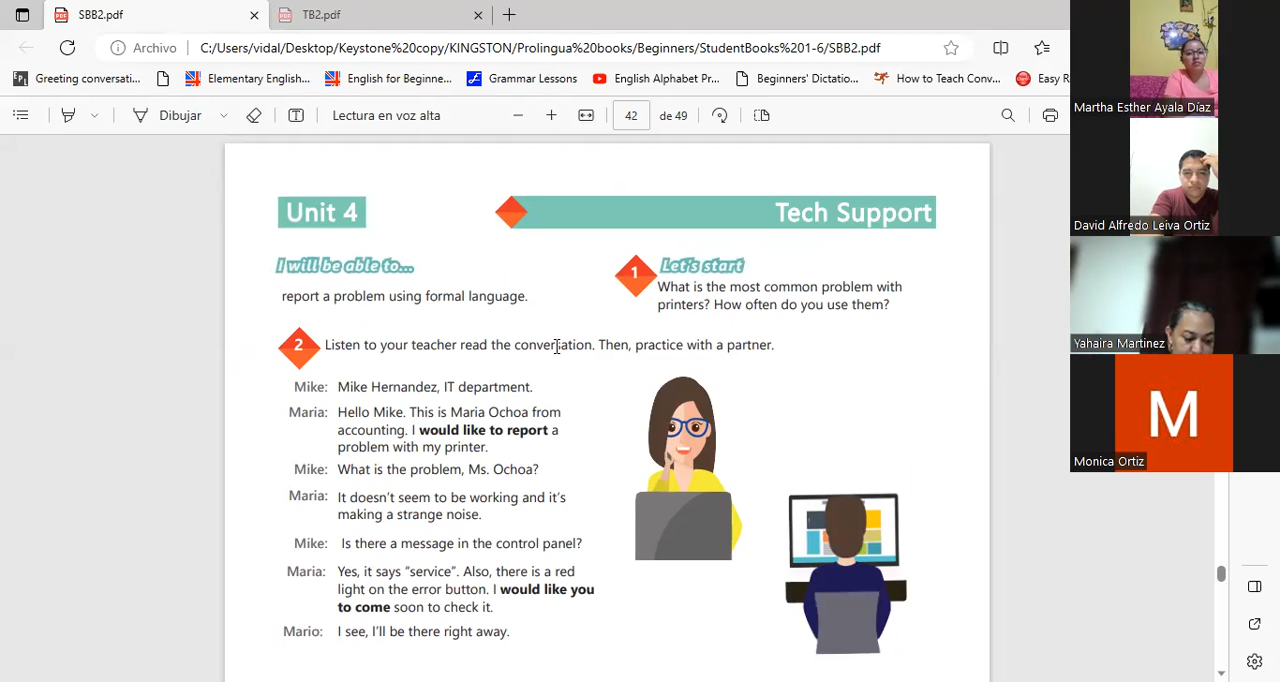 SBB2.pdf
TB2.pdf
Archivo
C:/Users/vidal/Desktop/Keystone%20copy/KINGSTON/Prolingua%20books/Beginners/StudentBooks%201-6/SBB2.pdf
Greeting conversati...
Elementary English...
English for Beginne...
Grammar Lessons
English Alphabet Pr...
Beginners' Dictatio...
How to Teach Conv...
Easy R
Dibujar
Lectura en voz alta
42
de 49
Unit 4
Tech Support
I will be able to...
report a problem using formal language.
1
Let's start
What is the most common problem with
printers? How often do you use them?
2
Listen to your teacher read the conversation. Then, practice with a partner.
Mike: Mike Hernandez, IT department.
Maria: Hello Mike. This is Maria Ochoa from
accounting. I would like to report a
problem with my printer.
Mike: What is the problem, Ms. Ochoa?
Maria: It doesn't seem to be working and it's
making a strange noise.
Mike: Is there a message in the control panel?
Maria: Yes, it says "service". Also, there is a red
light on the error button. I would like you
to come soon to check it.
Mario: I see, I'll be there right away.
Martha Esther Ayala Díaz
David Alfredo Leiva Ortiz
Yahaira Martinez
M
Monica Ortiz